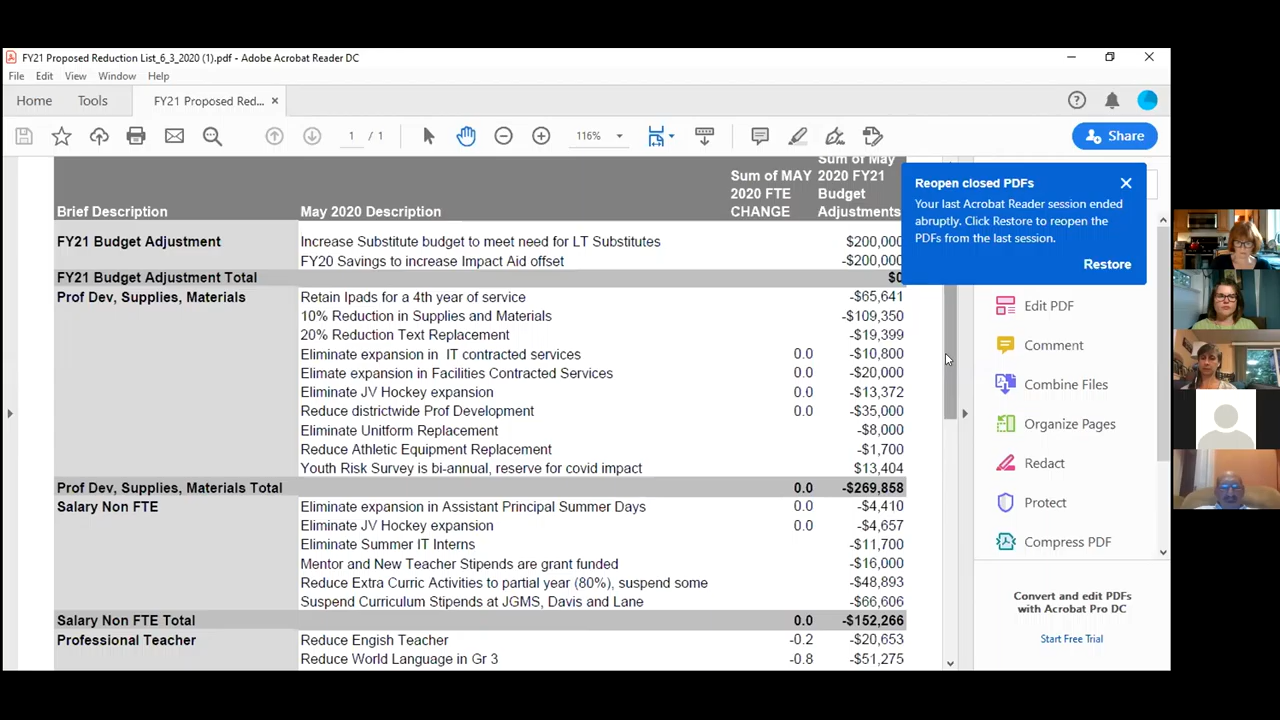 FY21 Proposed Reduction List_6_3_2020 (1).pdf - Adobe Acrobat Reader DC
File Edit View Window Help
Home Tools FY21 Proposed Red... ×
1 / 1 116%
Share
Brief Description May 2020 Description Sum of MAY 2020 FTE CHANGE Sum of May 2020 FY21 Budget Adjustments
FY21 Budget Adjustment Increase Substitute budget to meet need for LT Substitutes $200,000
FY20 Savings to increase Impact Aid offset -$200,000
FY21 Budget Adjustment Total $0
Prof Dev, Supplies, Materials Retain Ipads for a 4th year of service -$65,641
10% Reduction in Supplies and Materials -$109,350
20% Reduction Text Replacement -$19,399
Eliminate expansion in IT contracted services 0.0 -$10,800
Elimate expansion in Facilities Contracted Services 0.0 -$20,000
Eliminate JV Hockey expansion 0.0 -$13,372
Reduce districtwide Prof Development 0.0 -$35,000
Eliminate Unitform Replacement -$8,000
Reduce Athletic Equipment Replacement -$1,700
Youth Risk Survey is bi-annual, reserve for covid impact $13,404
Prof Dev, Supplies, Materials Total 0.0 -$269,858
Salary Non FTE Eliminate expansion in Assistant Principal Summer Days 0.0 -$4,410
Eliminate JV Hockey expansion 0.0 -$4,657
Eliminate Summer IT Interns -$11,700
Mentor and New Teacher Stipends are grant funded -$16,000
Reduce Extra Curric Activities to partial year (80%), suspend some -$48,893
Suspend Curriculum Stipends at JGMS, Davis and Lane -$66,606
Salary Non FTE Total 0.0 -$152,266
Professional Teacher Reduce Engish Teacher -0.2 -$20,653
Reduce World Language in Gr 3 -0.8 -$51,275
Reopen closed PDFs
Your last Acrobat Reader session ended
abruptly. Click Restore to reopen the
PDFs from the last session.
Restore
Edit PDF
Comment
Combine Files
Organize Pages
Redact
Protect
Compress PDF
Convert and edit PDFs
with Acrobat Pro DC
Start Free Trial